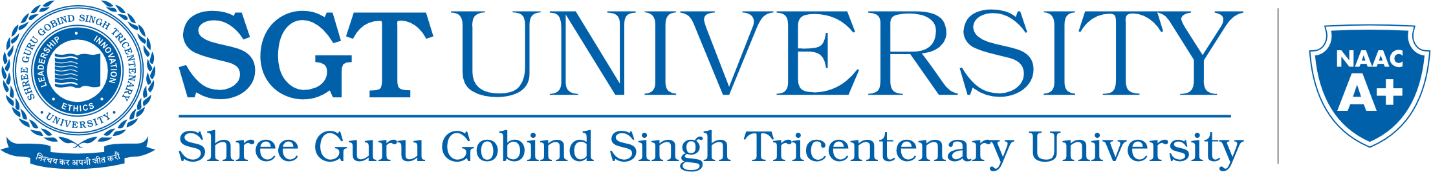 SHREE GURU GOBIND SINGH TRICENTENARY
· UNIVERSITY ·
LEADERSHIP • INNOVATION
• ETHICS •
निश्चय कर अपनी जीत करौं
SGT UNIVERSITY
Shree Guru Gobind Singh Tricentenary University
NAAC
A+